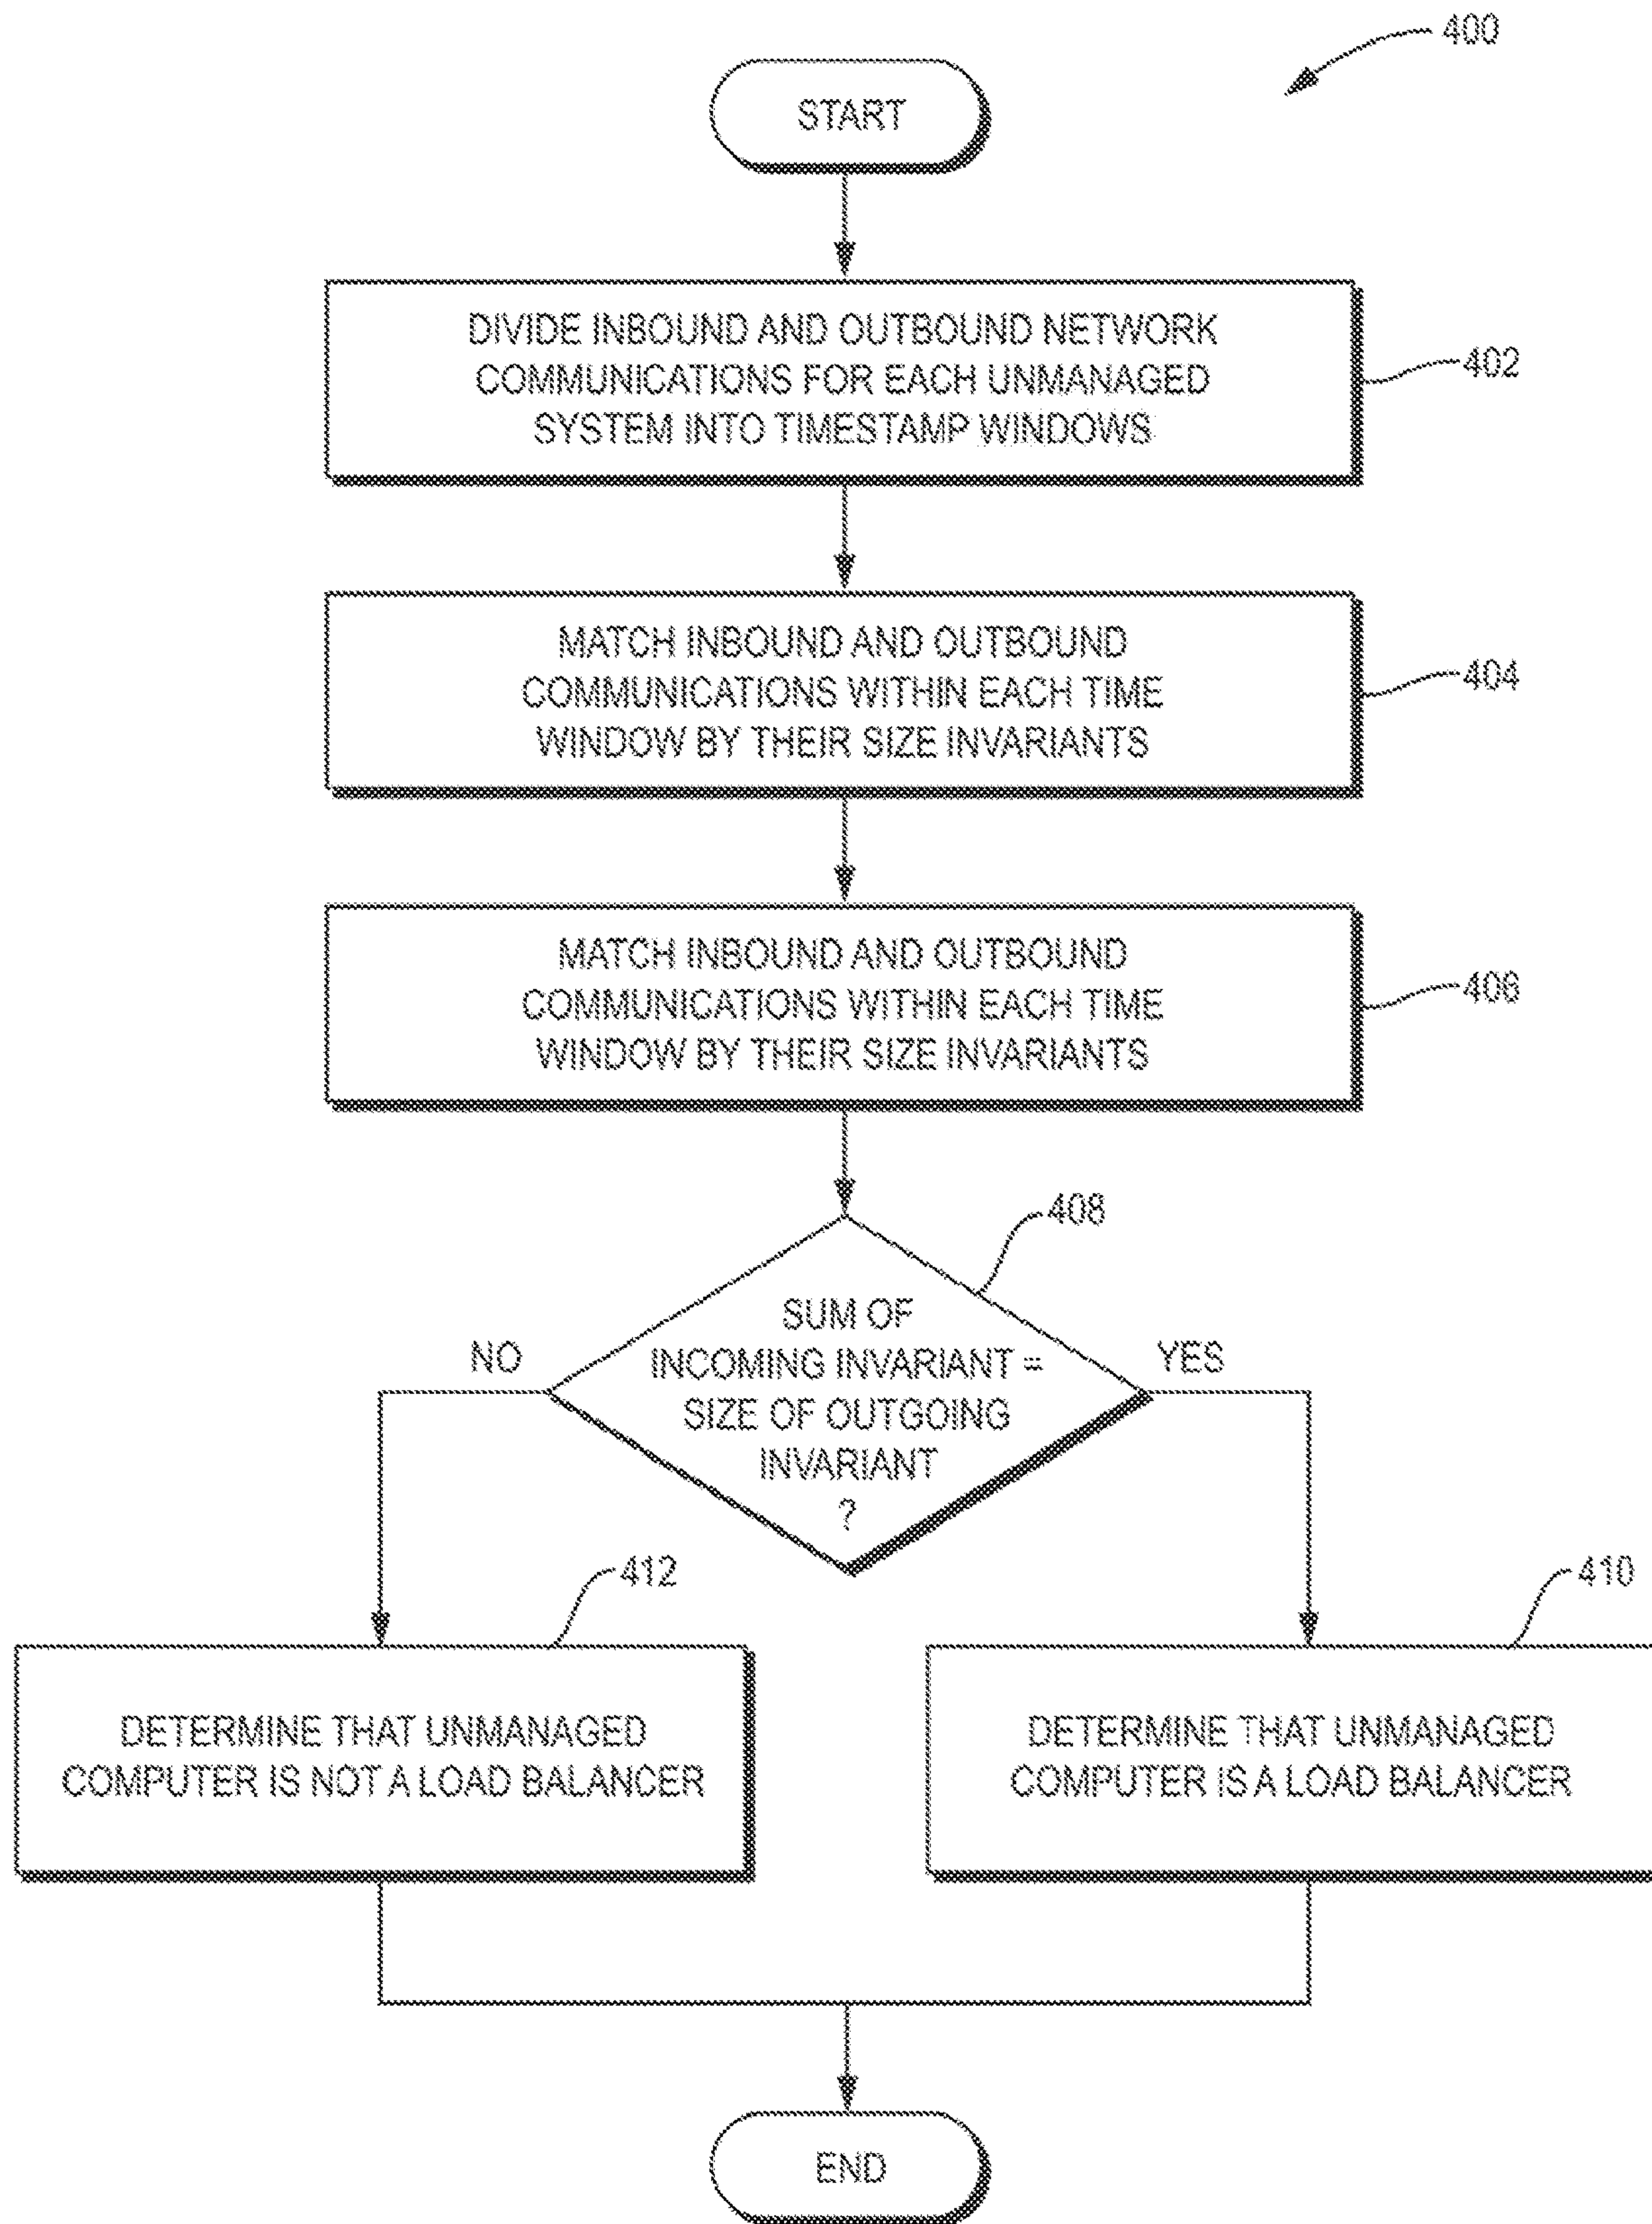 400
START
DIVIDE INBOUND AND OUTBOUND NETWORK
COMMUNICATIONS FOR EACH UNMANAGED
SYSTEM INTO TIMESTAMP WINDOWS
402
MATCH INBOUND AND OUTBOUND
COMMUNICATIONS WITHIN EACH TIME
WINDOW BY THEIR SIZE INVARIANTS
404
MATCH INBOUND AND OUTBOUND
COMMUNICATIONS WITHIN EACH TIME
WINDOW BY THEIR SIZE INVARIANTS
406
408
SUM OF
INCOMING INVARIANT =
SIZE OF OUTGOING
INVARIANT
?
NO
YES
412
DETERMINE THAT UNMANAGED
COMPUTER IS NOT A LOAD BALANCER
410
DETERMINE THAT UNMANAGED
COMPUTER IS A LOAD BALANCER
END